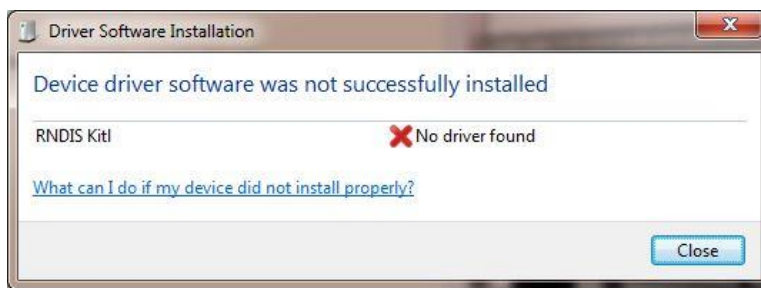 Driver Software Installation
Device driver software was not successfully installed
RNDIS Kitl No driver found
What can I do if my device did not install properly?
Close